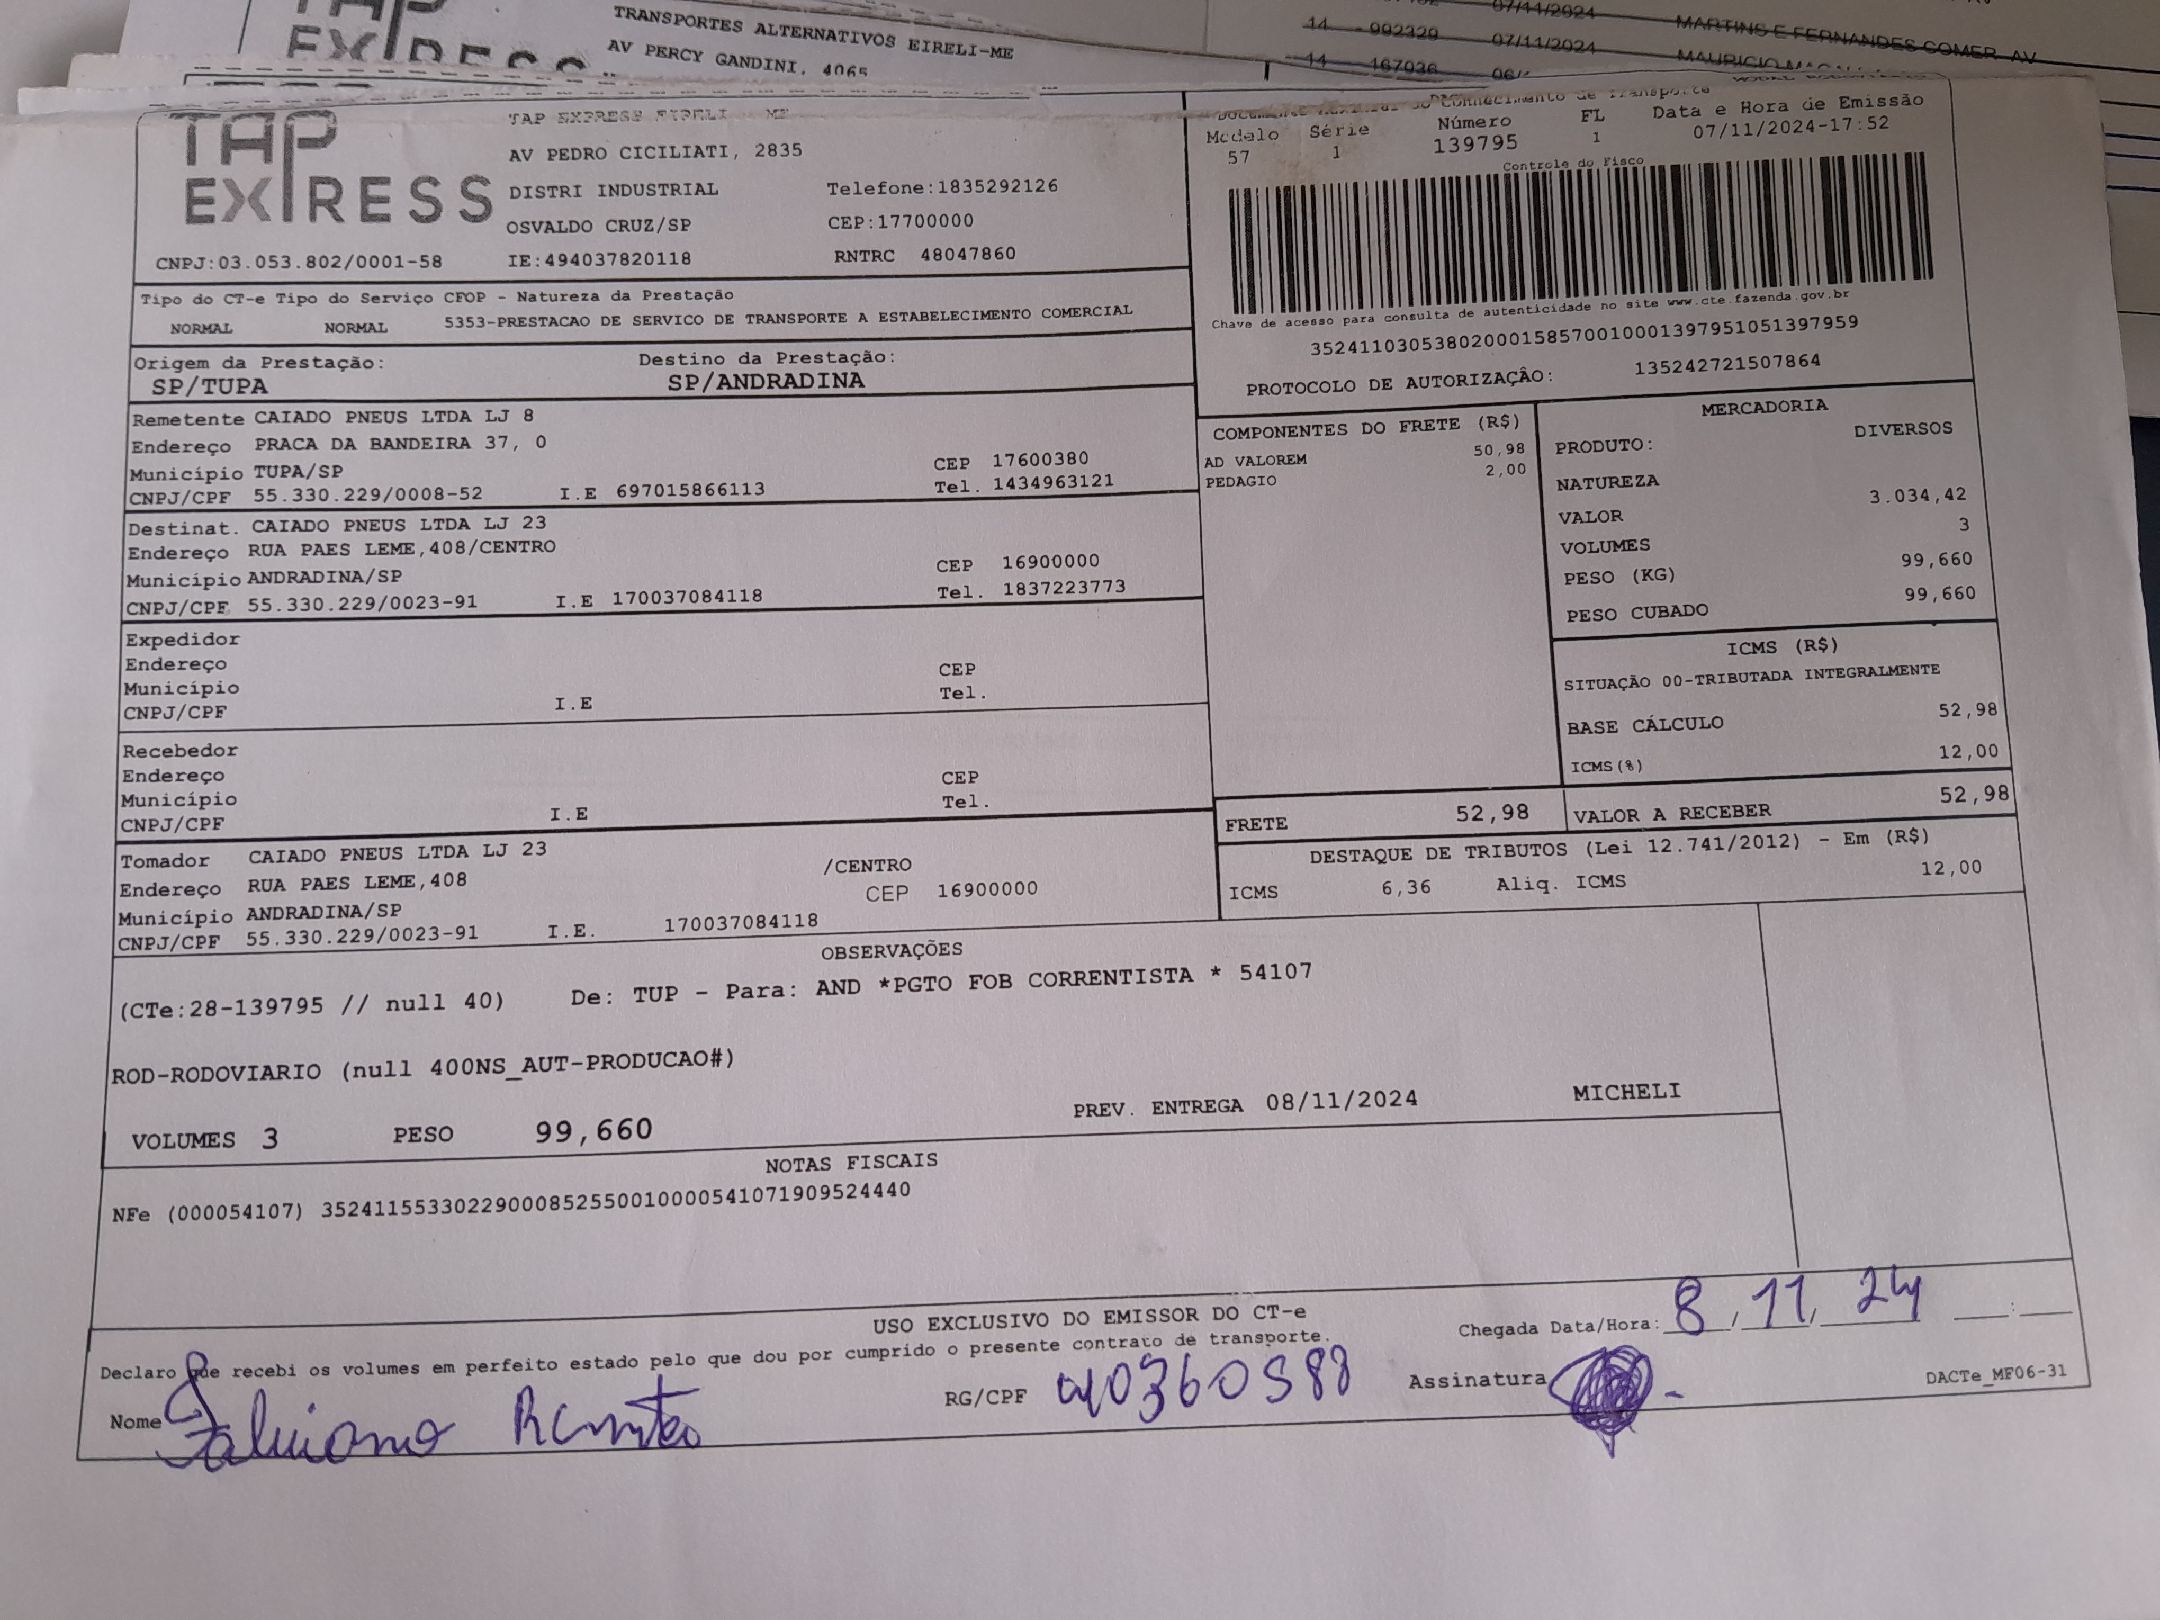 TRANSPORTES ALTERNATIVOS EIRELI-ME
AV PERCY GANDINI, 4065
14 - 992329 07/11/2024 MARTINS E FERNANDES COMER AV
14 - 167936
TAP EXPRESS
TAP EXPRESS EIRELI - ME
AV PEDRO CICILIATI, 2835
DISTRI INDUSTRIAL Telefone:1835292126
OSVALDO CRUZ/SP CEP:17700000
CNPJ:03.053.802/0001-58 IE:494037820118 RNTRC 48047860
Conhecimento de Transporte
Modelo Série Número FL Data e Hora de Emissão
57 1 139795 1 07/11/2024-17:52
Controle do Fisco
Chave de acesso para consulta de autenticidade no site www.cte.fazenda.gov.br
35241103053802000158570010001397951051397959
PROTOCOLO DE AUTORIZAÇÂO: 135242721507864
Tipo do CT-e Tipo do Serviço CFOP - Natureza da Prestação
NORMAL NORMAL 5353-PRESTACAO DE SERVICO DE TRANSPORTE A ESTABELECIMENTO COMERCIAL
Origem da Prestação: Destino da Prestação:
SP/TUPA SP/ANDRADINA
Remetente CAIADO PNEUS LTDA LJ 8
Endereço PRACA DA BANDEIRA 37, 0
Município TUPA/SP CEP 17600380
CNPJ/CPF 55.330.229/0008-52 I.E 697015866113 Tel. 1434963121
Destinat. CAIADO PNEUS LTDA LJ 23
Endereço RUA PAES LEME,408/CENTRO
Município ANDRADINA/SP CEP 16900000
CNPJ/CPF 55.330.229/0023-91 I.E 170037084118 Tel. 1837223773
Expedidor
Endereço CEP
Município Tel.
CNPJ/CPF I.E
Recebedor
Endereço CEP
Município Tel.
CNPJ/CPF I.E
Tomador CAIADO PNEUS LTDA LJ 23
Endereço RUA PAES LEME,408 /CENTRO
Município ANDRADINA/SP CEP 16900000
CNPJ/CPF 55.330.229/0023-91 I.E. 170037084118
COMPONENTES DO FRETE (R$)
AD VALOREM 50,98
PEDAGIO 2,00
MERCADORIA
PRODUTO: DIVERSOS
NATUREZA
VALOR 3.034,42
VOLUMES 3
PESO (KG) 99,660
PESO CUBADO 99,660
ICMS (R$)
SITUAÇÃO 00-TRIBUTADA INTEGRALMENTE
BASE CÁLCULO 52,98
ICMS(%) 12,00
FRETE 52,98 VALOR A RECEBER 52,98
DESTAQUE DE TRIBUTOS (Lei 12.741/2012) - Em (R$)
ICMS 6,36 Aliq. ICMS 12,00
OBSERVAÇÕES
(CTe:28-139795 // null 40) De: TUP - Para: AND *PGTO FOB CORRENTISTA * 54107
ROD-RODOVIARIO (null 400NS_AUT-PRODUCAO#)
VOLUMES 3 PESO 99,660 PREV. ENTREGA 08/11/2024 MICHELI
NOTAS FISCAIS
NFe (000054107) 35241155330229000852550010000541071909524440
USO EXCLUSIVO DO EMISSOR DO CT-e
Declaro que recebi os volumes em perfeito estado pelo que dou por cumprido o presente contrato de transporte.
Chegada Data/Hora: 8 / 11 / 24 :
Nome RG/CPF 40360588 Assinatura
DACTe_MF06-31